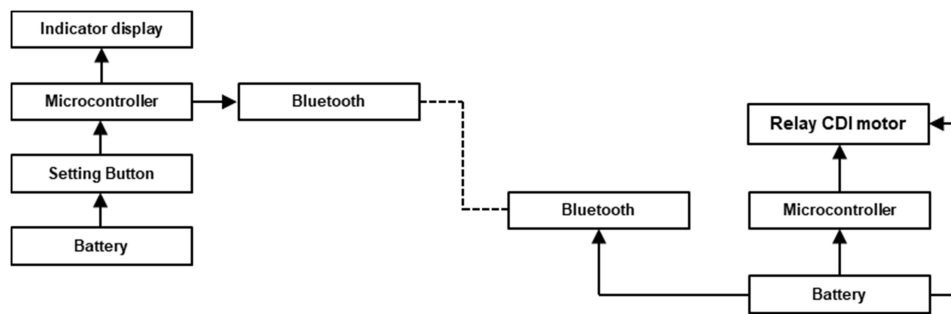 Indicator display
Microcontroller
Bluetooth
Setting Button
Battery
Relay CDI motor
Bluetooth
Microcontroller
Battery